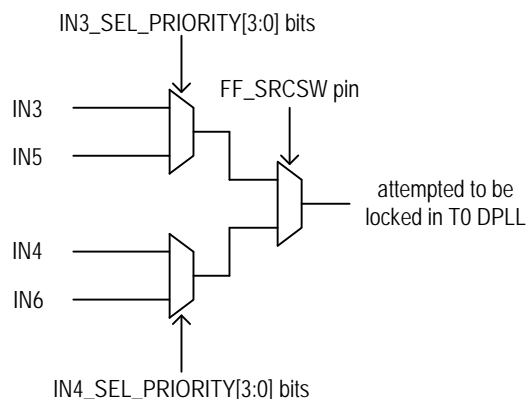 IN3_SEL_PRIORITY[3:0] bits
FF_SRCSW pin
IN3
IN5
attempted to be
locked in T0 DPLL
IN4
IN6
IN4_SEL_PRIORITY[3:0] bits